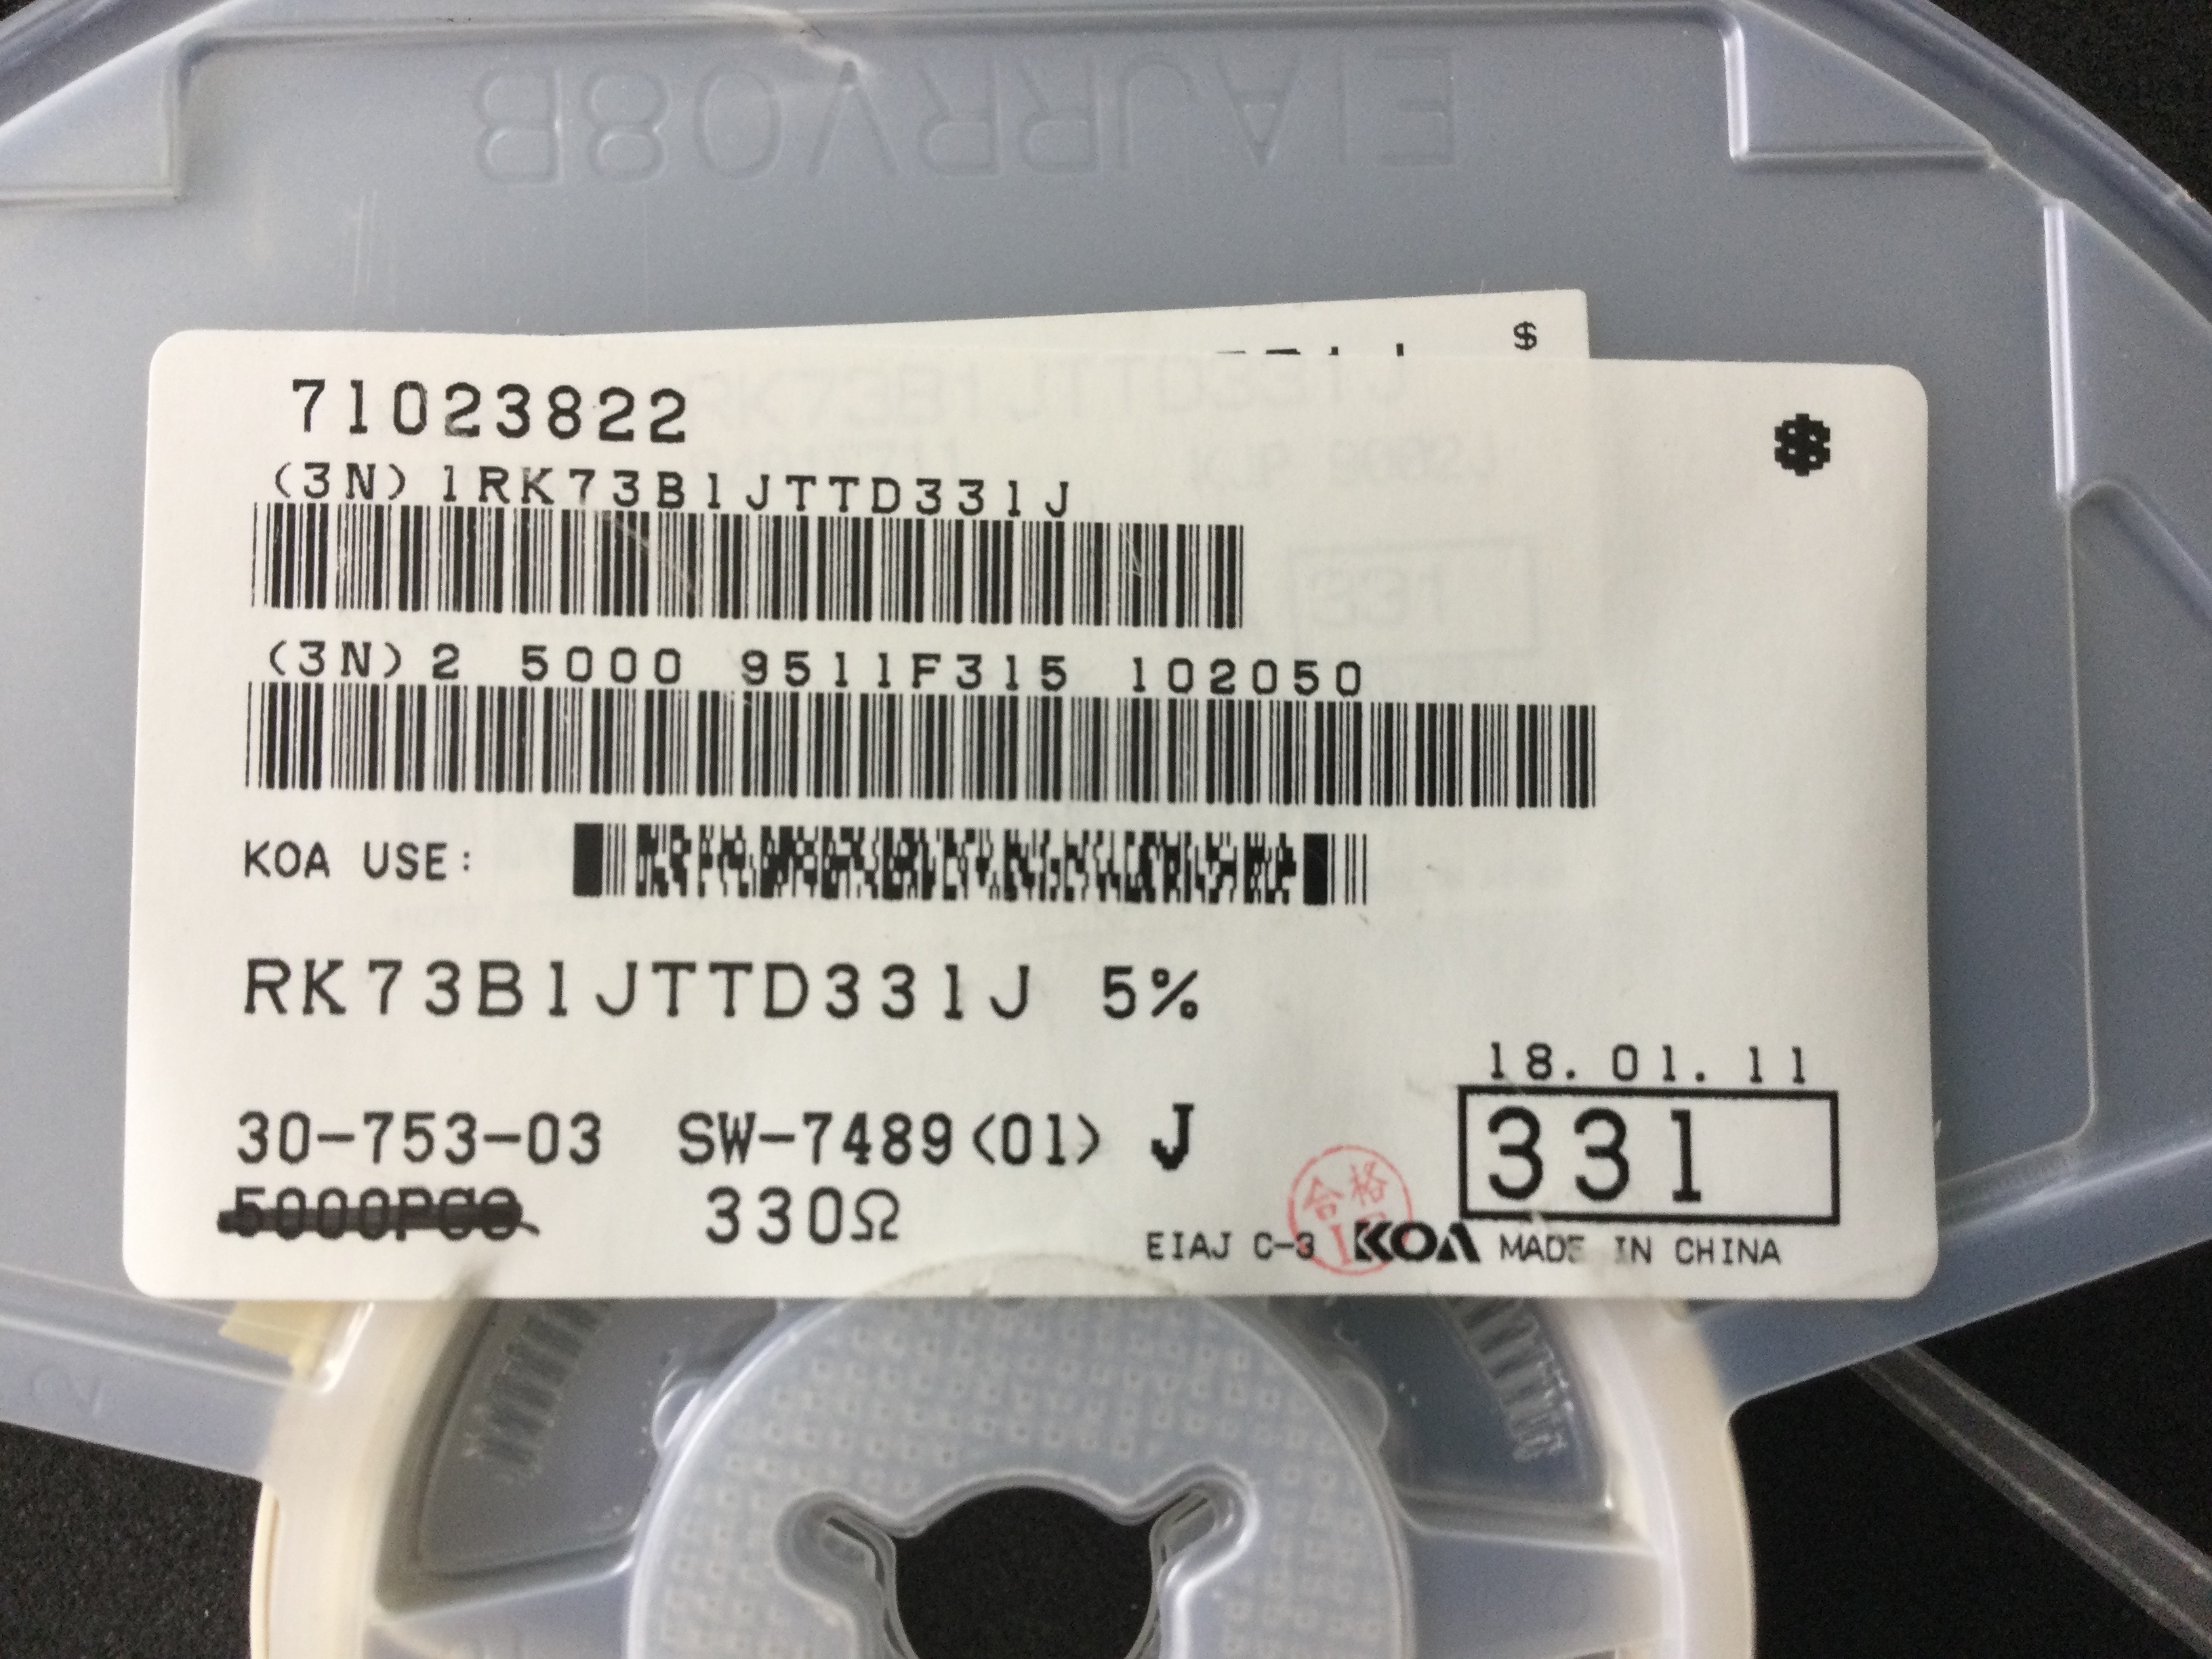 EIAJRRV08B
$
71023822
(3N) 1RK73B1JTTD331J
(3N) 2 5000 9511F315 102050
KOA USE:
RK73B1JTTD331J 5%
18. 01. 11
331
30-753-03 SW-7489(01) J
5000PCS 330Ω
合格
EIAJ C-3 KOA MADE IN CHINA